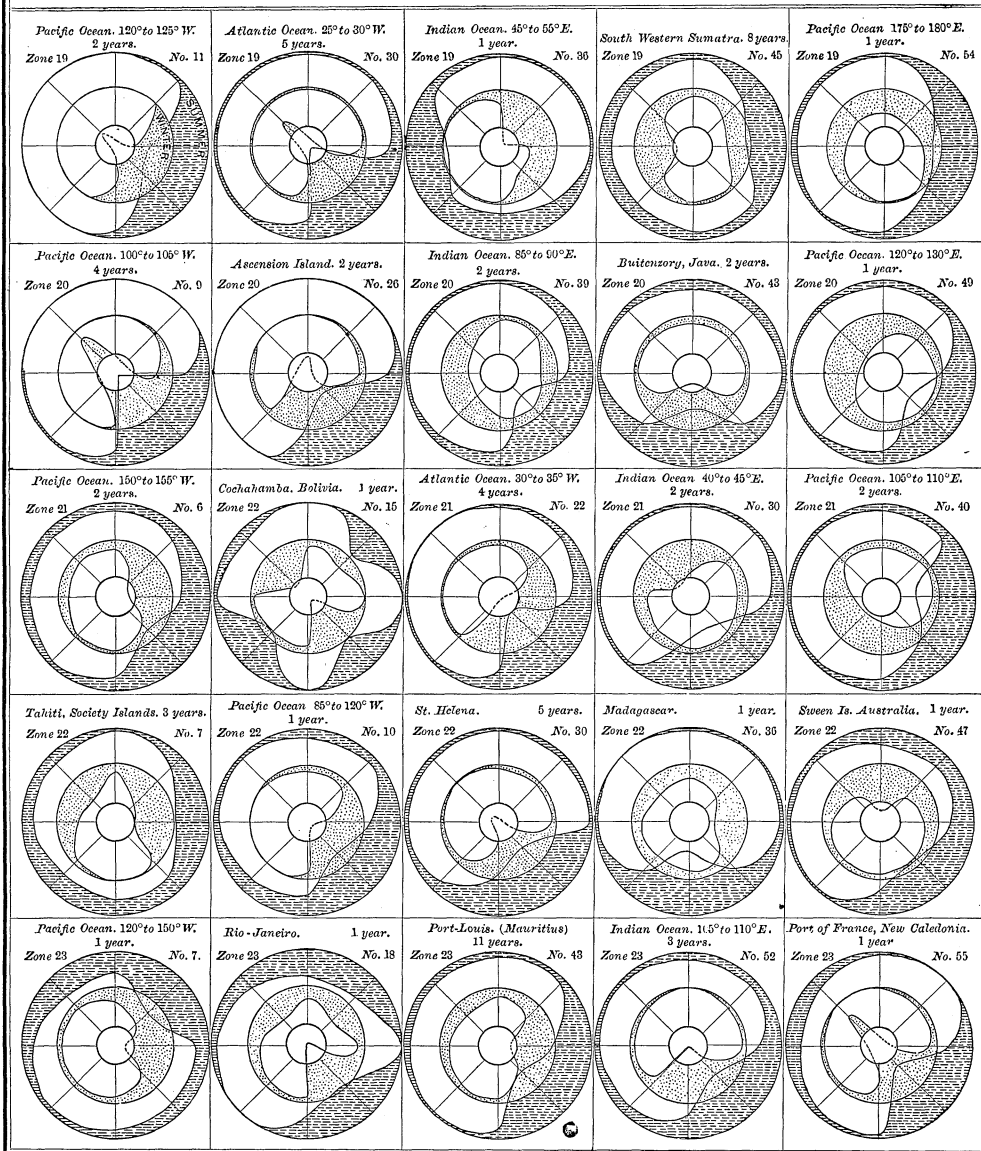 Pacific Ocean. 120° to 125° W.
2 years.
Zone 19 No. 11
WINTER
SUMMER
Atlantic Ocean. 25° to 30° W.
5 years.
Zone 19 No. 30
Indian Ocean. 45° to 55° E.
1 year.
Zone 19 No. 36
South Western Sumatra. 8 years.
Zone 19 No. 45
Pacific Ocean 175° to 180° E.
1 year.
Zone 19 No. 54
Pacific Ocean. 100° to 105° W.
4 years.
Zone 20 No. 9
Ascension Island. 2 years.
Zone 20 No. 26
Indian Ocean. 85° to 90° E.
2 years.
Zone 20 No. 39
Buitenzory, Java. 2 years.
Zone 20 No. 43
Pacific Ocean. 120° to 130° E.
1 year.
Zone 20 No. 49
Pacific Ocean. 150° to 155° W.
2 years.
Zone 21 No. 6
Cochahamba. Bolivia. 1 year.
Zone 22 No. 15
Atlantic Ocean. 30° to 35° W.
4 years.
Zone 21 No. 22
Indian Ocean 40° to 45° E.
2 years.
Zone 21 No. 30
Pacific Ocean. 105° to 110° E.
2 years.
Zone 21 No. 40
Tahiti, Society Islands. 3 years.
Zone 22 No. 7
Pacific Ocean 85° to 120° W.
1 year.
Zone 22 No. 10
St. Helena. 5 years.
Zone 22 No. 30
Madagascar. 1 year.
Zone 22 No. 36
Sween Is. Australia. 1 year.
Zone 22 No. 47
Pacific Ocean. 120° to 150° W.
1 year.
Zone 23 No. 7.
Rio-Janeiro. 1 year.
Zone 23 No. 18
Port-Louis. (Mauritius)
11 years.
Zone 23 No. 43
Indian Ocean. 105° to 110° E.
3 years.
Zone 23 No. 52
Port of France, New Caledonia.
1 year
Zone 23 No. 55